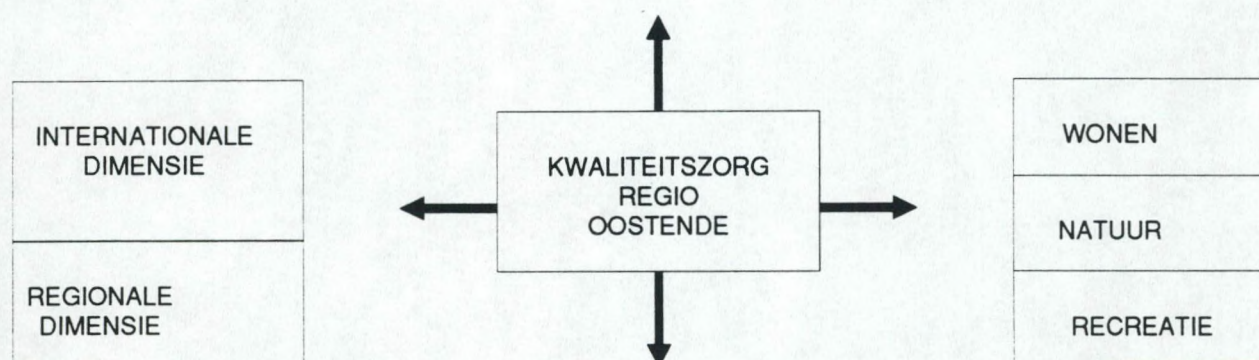 INTERNATIONALE
DIMENSIE
REGIONALE
DIMENSIE
KWALITEITSZORG
REGIO
OOSTENDE
WONEN
NATUUR
RECREATIE